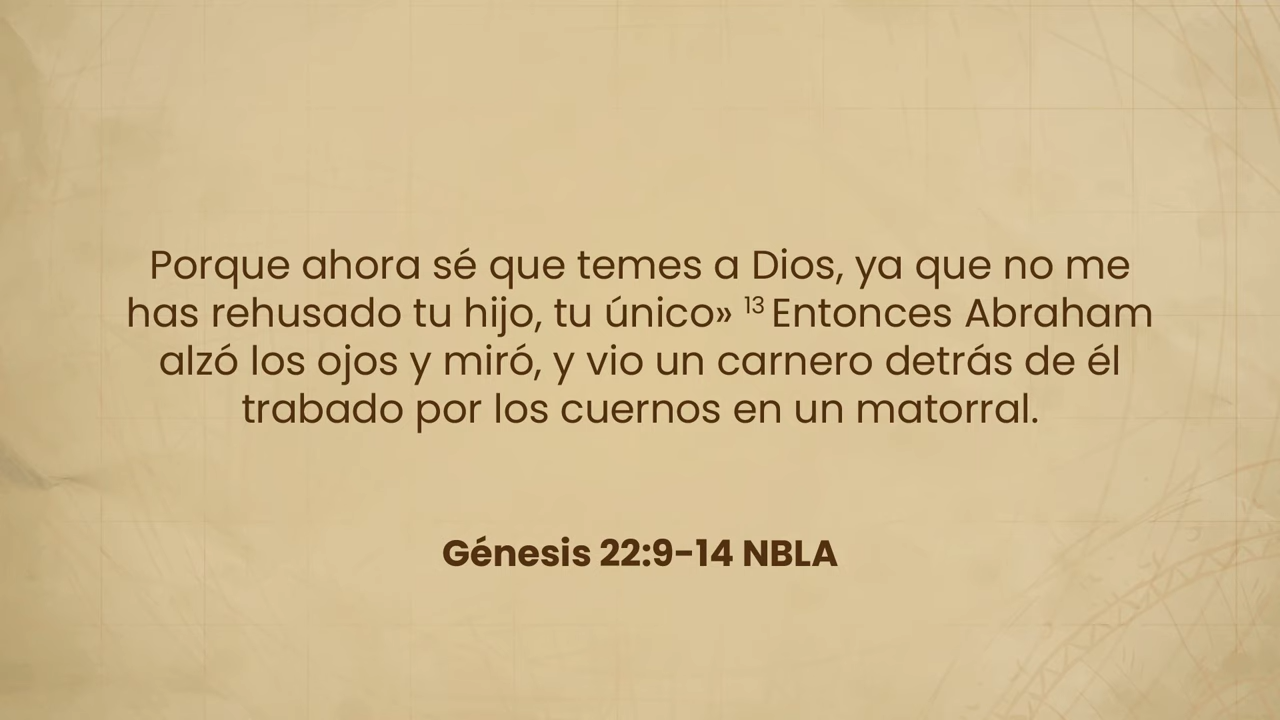 Porque ahora sé que temes a Dios, ya que no me
has rehusado tu hijo, tu único» ¹³ Entonces Abraham
alzó los ojos y miró, y vio un carnero detrás de él
trabado por los cuernos en un matorral.
Génesis 22:9-14 NBLA